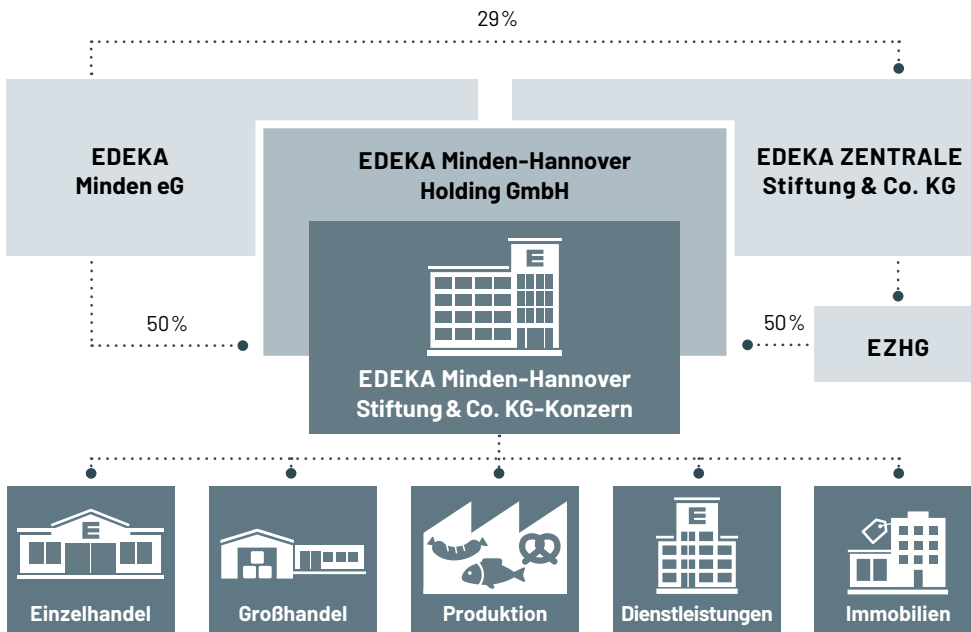 29%
EDEKA
Minden eG
EDEKA Minden-Hannover
Holding GmbH
EDEKA ZENTRALE
Stiftung & Co. KG
E
50%
50%
EZHG
EDEKA Minden-Hannover
Stiftung & Co. KG-Konzern
E
Einzelhandel
Großhandel
Produktion
E
Dienstleistungen
Immobilien